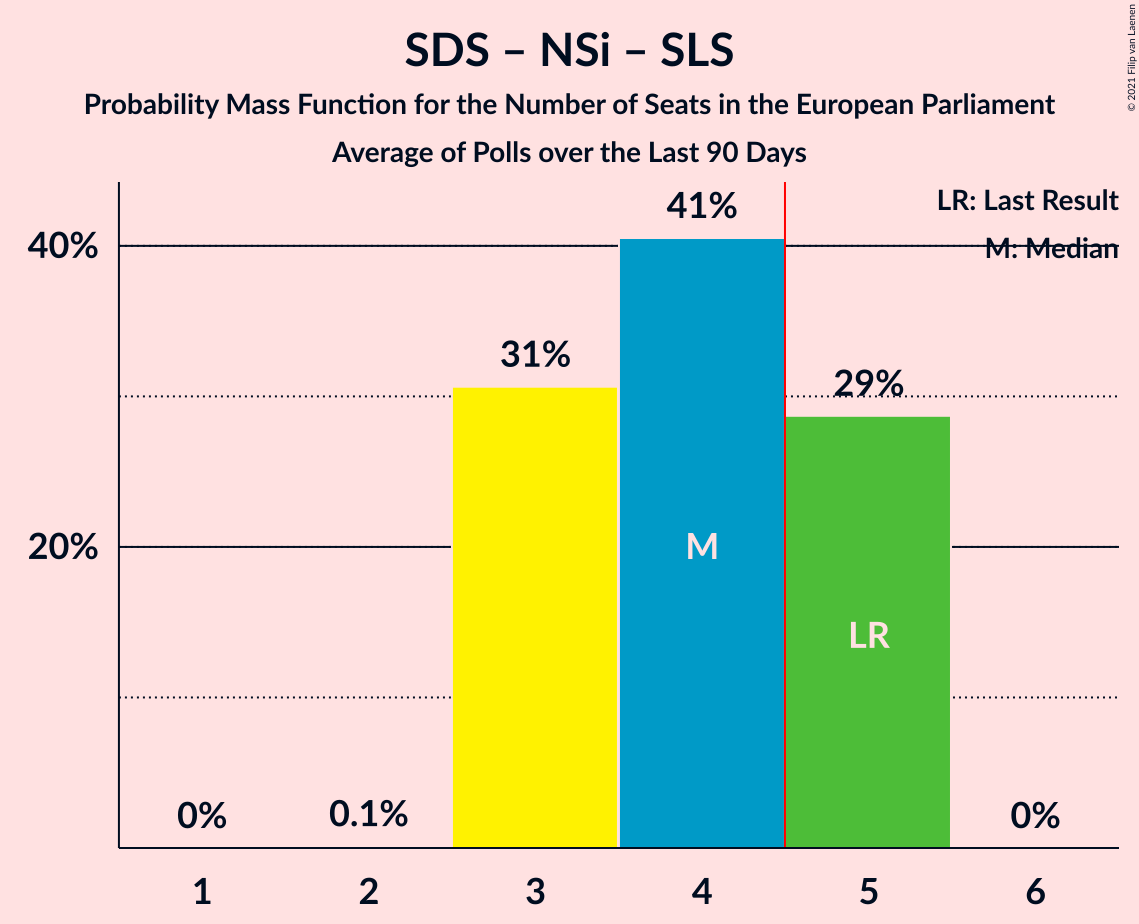 SDS – NSi – SLS
Probability Mass Function for the Number of Seats in the European Parliament
Average of Polls over the Last 90 Days
© 2021 Filip van Laenen
LR: Last Result
M: Median
40%
20%
0%
0.1%
31%
41%
29%
0%
M
LR
1
2
3
4
5
6